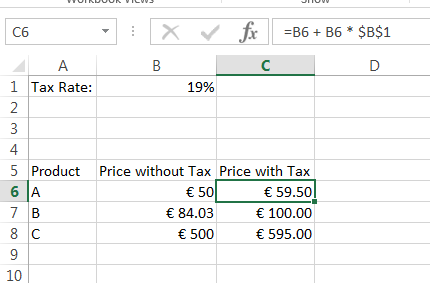 Workbook Views Show
C6 fx =B6 + B6 * $B$1
A B C D
1 Tax Rate: 19%
2
3
4
5 Product Price without Tax Price with Tax
6 A € 50 € 59.50
7 B € 84.03 € 100.00
8 C € 500 € 595.00
9
10